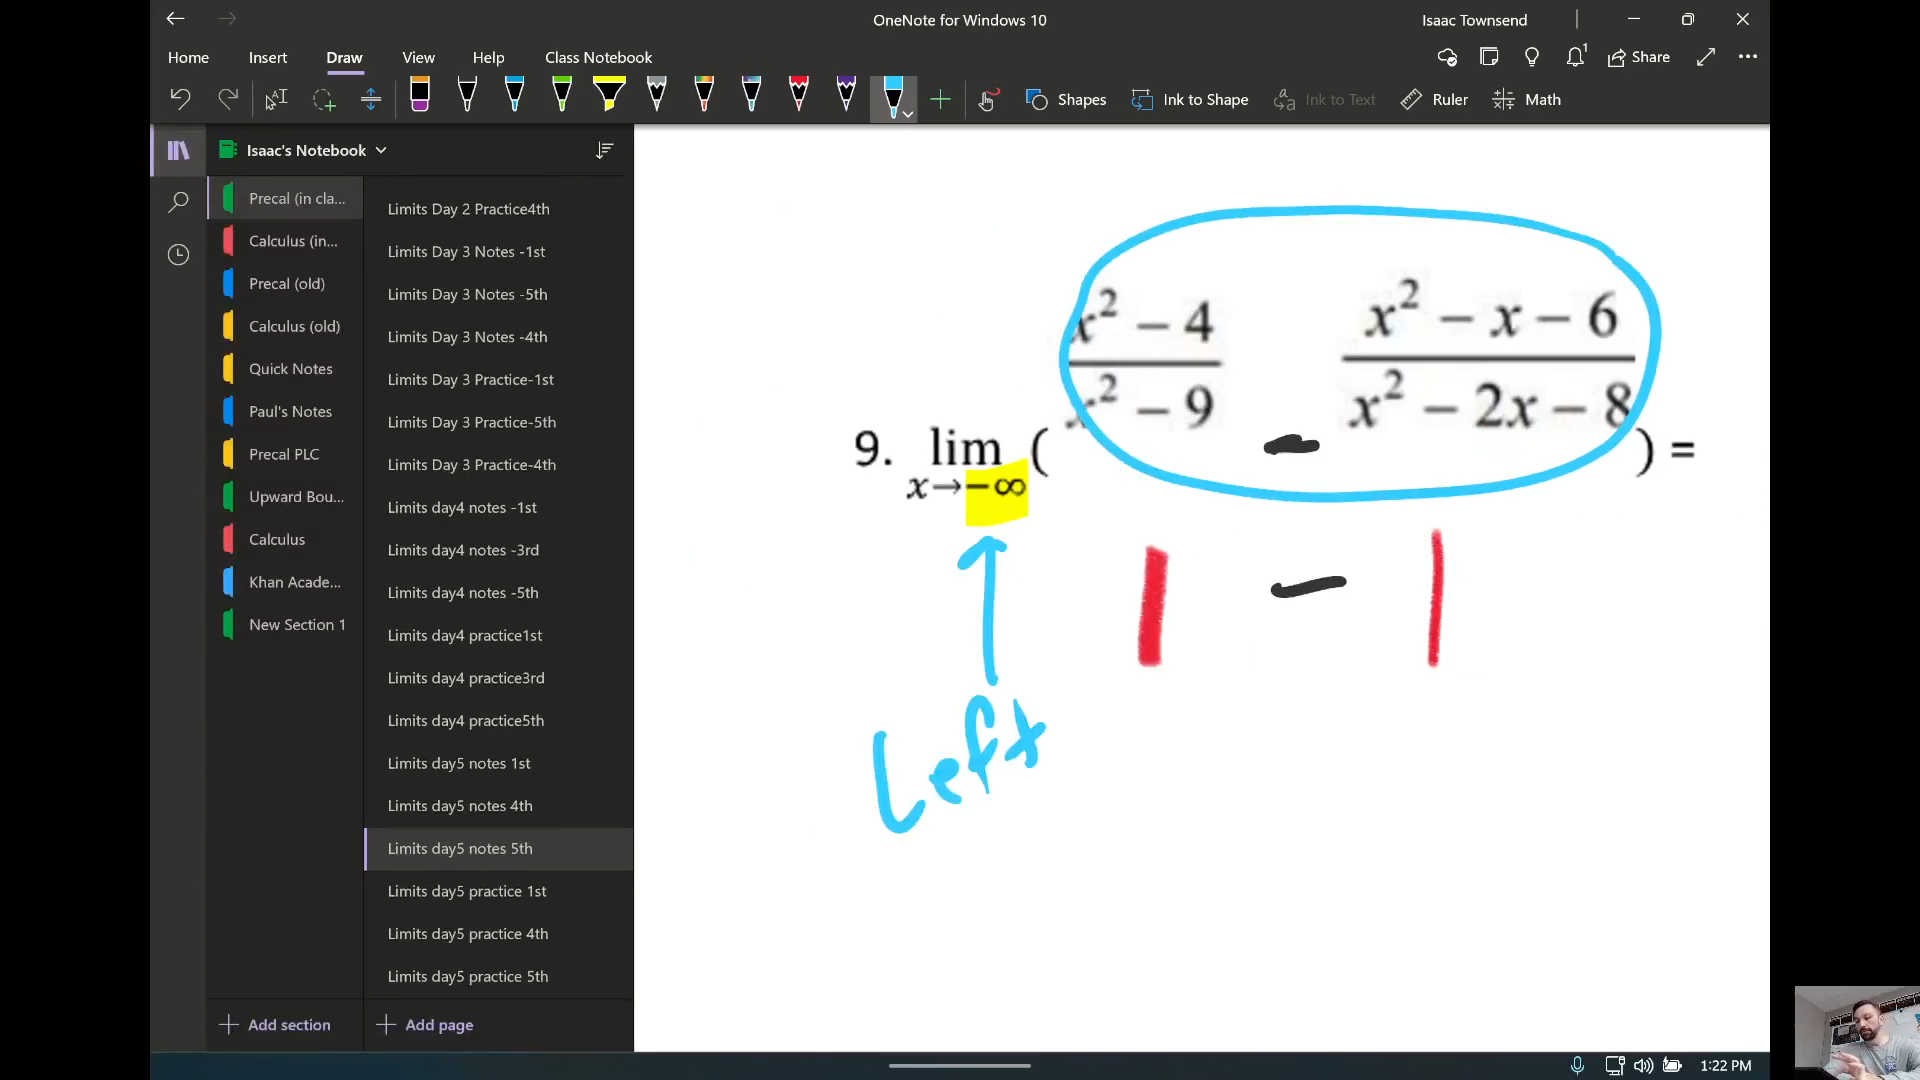 OneNote for Windows 10
Isaac Townsend
Home Insert Draw View Help Class Notebook
1
Share
Shapes
Ink to Shape
Ink to Text
Ruler
Math
Isaac's Notebook
Precal (in cla...
Calculus (in...
Precal (old)
Calculus (old)
Quick Notes
Paul's Notes
Precal PLC
Upward Bou...
Calculus
Khan Acade...
New Section 1
Add section
Limits Day 2 Practice4th
Limits Day 3 Notes -1st
Limits Day 3 Notes -5th
Limits Day 3 Notes -4th
Limits Day 3 Practice-1st
Limits Day 3 Practice-5th
Limits Day 3 Practice-4th
Limits day4 notes -1st
Limits day4 notes -3rd
Limits day4 notes -5th
Limits day4 practice1st
Limits day4 practice3rd
Limits day4 practice5th
Limits day5 notes 1st
Limits day5 notes 4th
Limits day5 notes 5th
Limits day5 practice 1st
Limits day5 practice 4th
Limits day5 practice 5th
Add page
x² − 4 x² − x − 6
x² − 9 x² − 2x − 8
9. lim ( - ) =
x→−∞
1 - 1
Left
1:22 PM